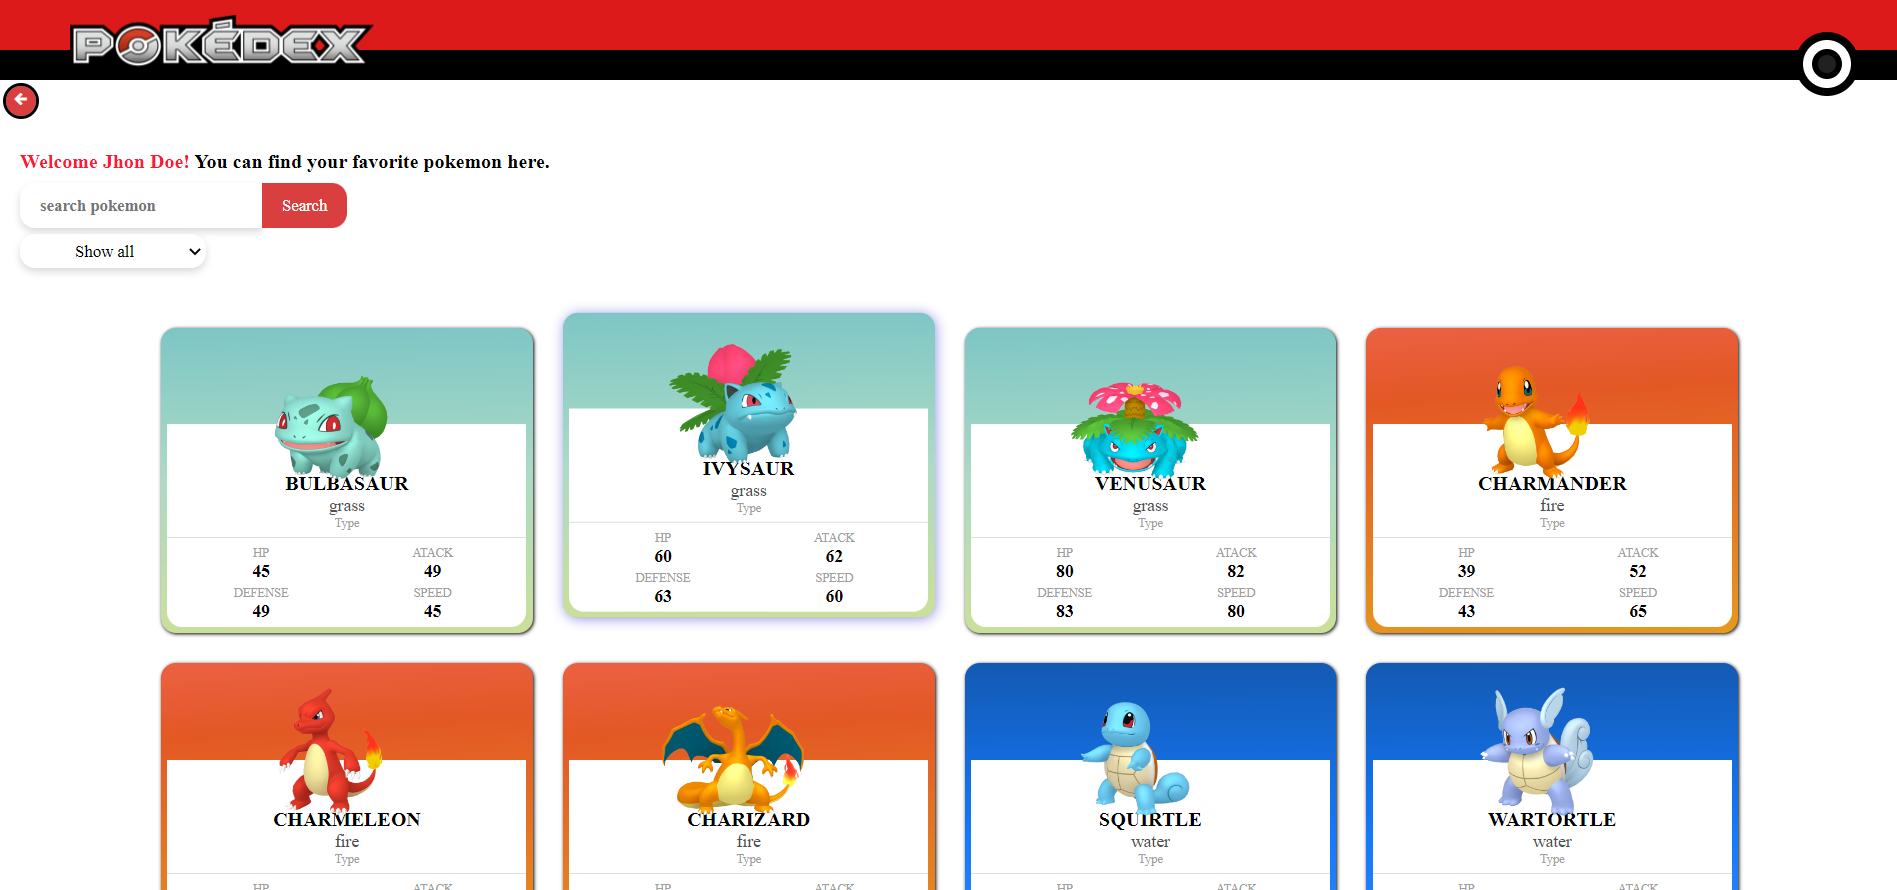 POKÉDEX
Welcome Jhon Doe! You can find your favorite pokemon here.
search pokemon
Search
Show all
BULBASAUR
grass
Type
HP
45
ATACK
49
DEFENSE
49
SPEED
45
IVYSAUR
grass
Type
HP
60
ATACK
62
DEFENSE
63
SPEED
60
VENUSAUR
grass
Type
HP
80
ATACK
82
DEFENSE
83
SPEED
80
CHARMANDER
fire
Type
HP
39
ATACK
52
DEFENSE
43
SPEED
65
CHARMELEON
fire
Type
HP
ATACK
CHARIZARD
fire
Type
HP
ATACK
SQUIRTLE
water
Type
HP
ATACK
WARTORTLE
water
Type
HP
ATACK